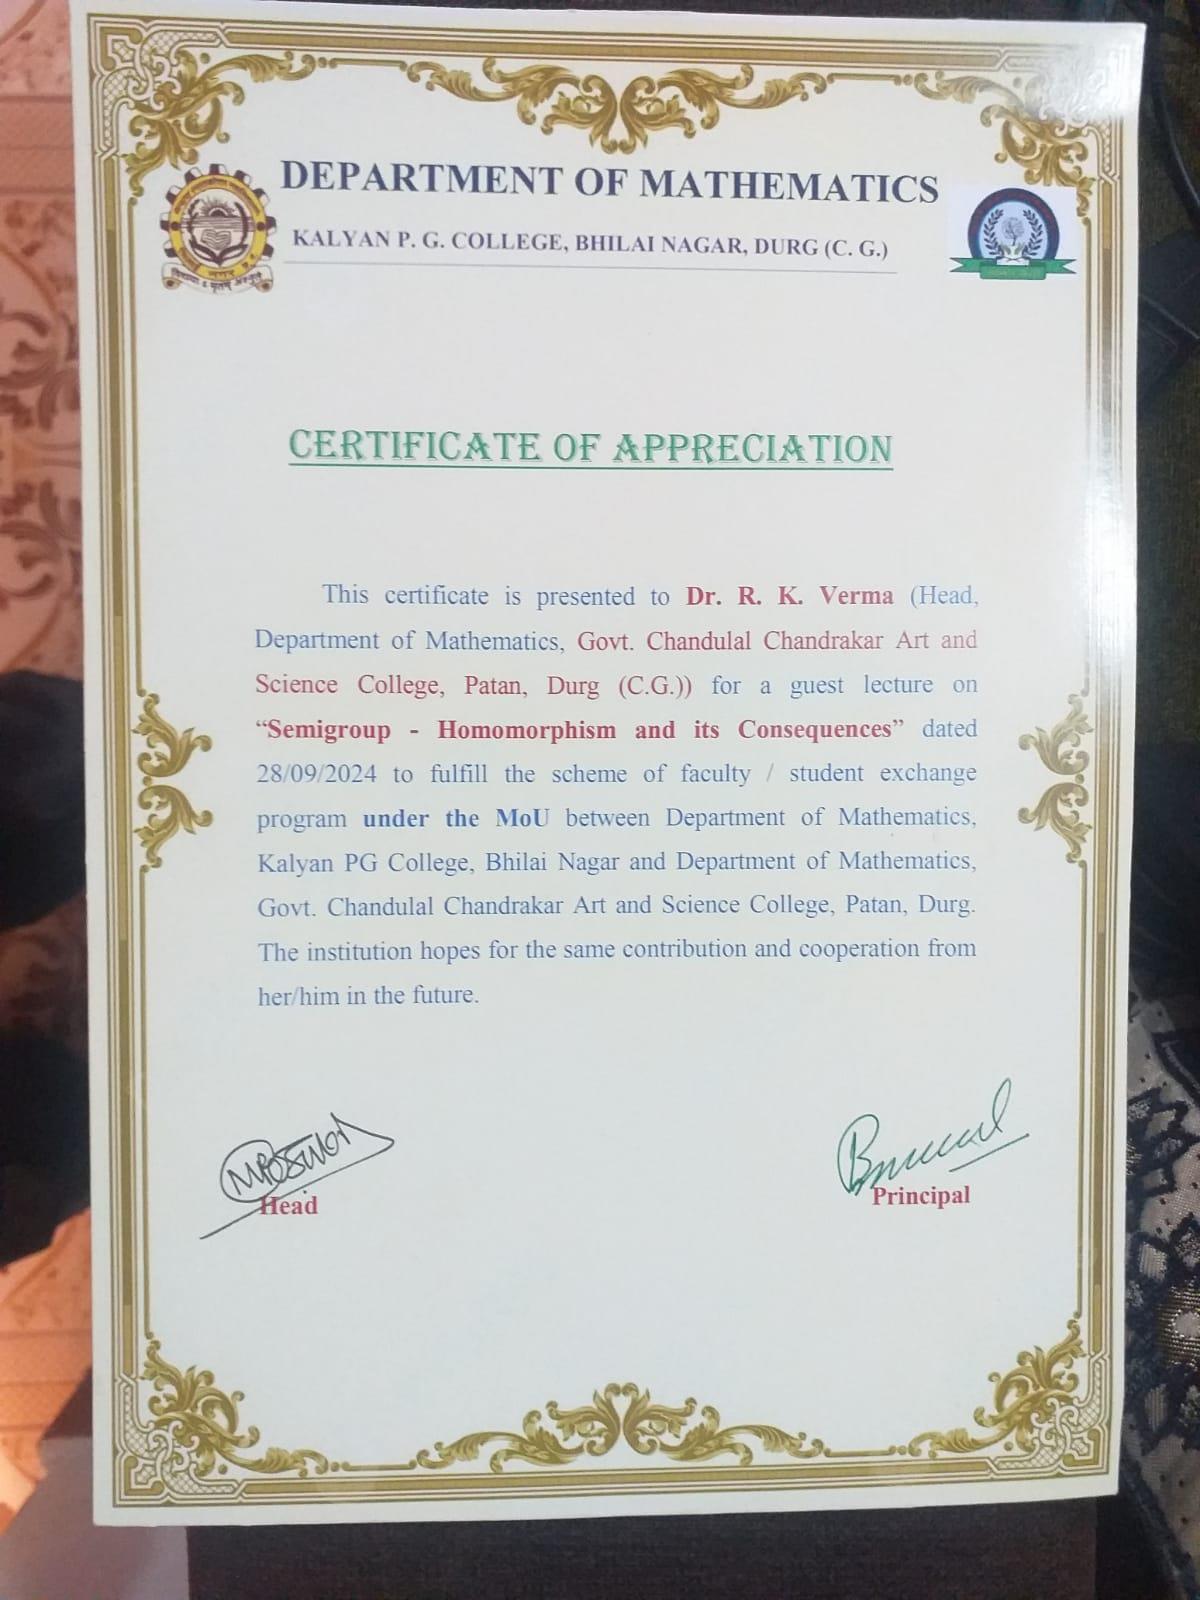 DEPARTMENT OF MATHEMATICS
KALYAN P. G. COLLEGE, BHILAI NAGAR, DURG (C. G.)
CERTIFICATE OF APPRECIATION
This certificate is presented to Dr. R. K. Verma (Head,
Department of Mathematics, Govt. Chandulal Chandrakar Art and
Science College, Patan, Durg (C.G.)) for a guest lecture on
“Semigroup - Homomorphism and its Consequences” dated
28/09/2024 to fulfill the scheme of faculty / student exchange
program under the MoU between Department of Mathematics,
Kalyan PG College, Bhilai Nagar and Department of Mathematics,
Govt. Chandulal Chandrakar Art and Science College, Patan, Durg.
The institution hopes for the same contribution and cooperation from
her/him in the future.
Head
Principal